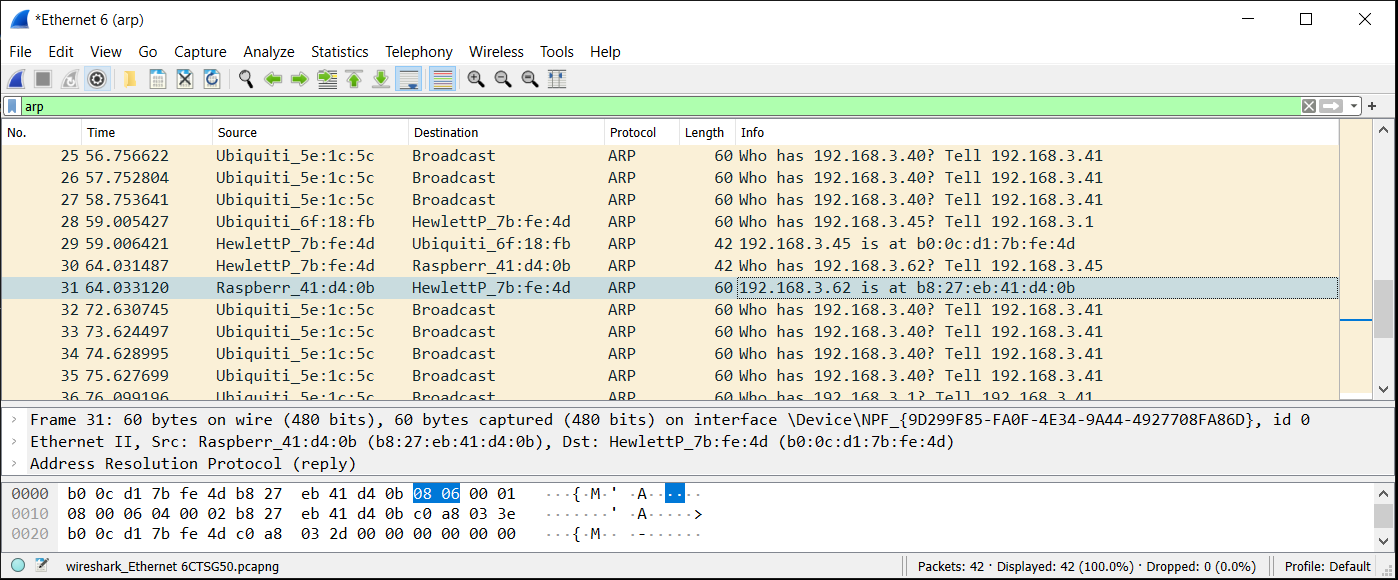 *Ethernet 6 (arp)
File Edit View Go Capture Analyze Statistics Telephony Wireless Tools Help
arp
No. Time Source Destination Protocol Length Info
25 56.756622 Ubiquiti_5e:1c:5c Broadcast ARP 60 Who has 192.168.3.40? Tell 192.168.3.41
26 57.752804 Ubiquiti_5e:1c:5c Broadcast ARP 60 Who has 192.168.3.40? Tell 192.168.3.41
27 58.753641 Ubiquiti_5e:1c:5c Broadcast ARP 60 Who has 192.168.3.40? Tell 192.168.3.41
28 59.005427 Ubiquiti_6f:18:fb HewlettP_7b:fe:4d ARP 60 Who has 192.168.3.45? Tell 192.168.3.1
29 59.006421 HewlettP_7b:fe:4d Ubiquiti_6f:18:fb ARP 42 192.168.3.45 is at b0:0c:d1:7b:fe:4d
30 64.031487 HewlettP_7b:fe:4d Raspberr_41:d4:0b ARP 42 Who has 192.168.3.62? Tell 192.168.3.45
31 64.033120 Raspberr_41:d4:0b HewlettP_7b:fe:4d ARP 60 192.168.3.62 is at b8:27:eb:41:d4:0b
32 72.630745 Ubiquiti_5e:1c:5c Broadcast ARP 60 Who has 192.168.3.40? Tell 192.168.3.41
33 73.624497 Ubiquiti_5e:1c:5c Broadcast ARP 60 Who has 192.168.3.40? Tell 192.168.3.41
34 74.628995 Ubiquiti_5e:1c:5c Broadcast ARP 60 Who has 192.168.3.40? Tell 192.168.3.41
35 75.627699 Ubiquiti_5e:1c:5c Broadcast ARP 60 Who has 192.168.3.40? Tell 192.168.3.41
36 76.099196 Ubiquiti_5e:1c:5c Broadcast ARP 60 Who has 192.168.3.1? Tell 192.168.3.41
Frame 31: 60 bytes on wire (480 bits), 60 bytes captured (480 bits) on interface \Device\NPF_{9D299F85-FA0F-4E34-9A44-4927708FA86D}, id 0
Ethernet II, Src: Raspberr_41:d4:0b (b8:27:eb:41:d4:0b), Dst: HewlettP_7b:fe:4d (b0:0c:d1:7b:fe:4d)
Address Resolution Protocol (reply)
0000 b0 0c d1 7b fe 4d b8 27 eb 41 d4 0b 08 06 00 01 ···{·M·' ·A······
0010 08 00 06 04 00 02 b8 27 eb 41 d4 0b c0 a8 03 3e ·······' ·A·····>
0020 b0 0c d1 7b fe 4d c0 a8 03 2d 00 00 00 00 00 00 ···{·M·· ·-······
wireshark_Ethernet 6CTSG50.pcapng Packets: 42 · Displayed: 42 (100.0%) · Dropped: 0 (0.0%) Profile: Default